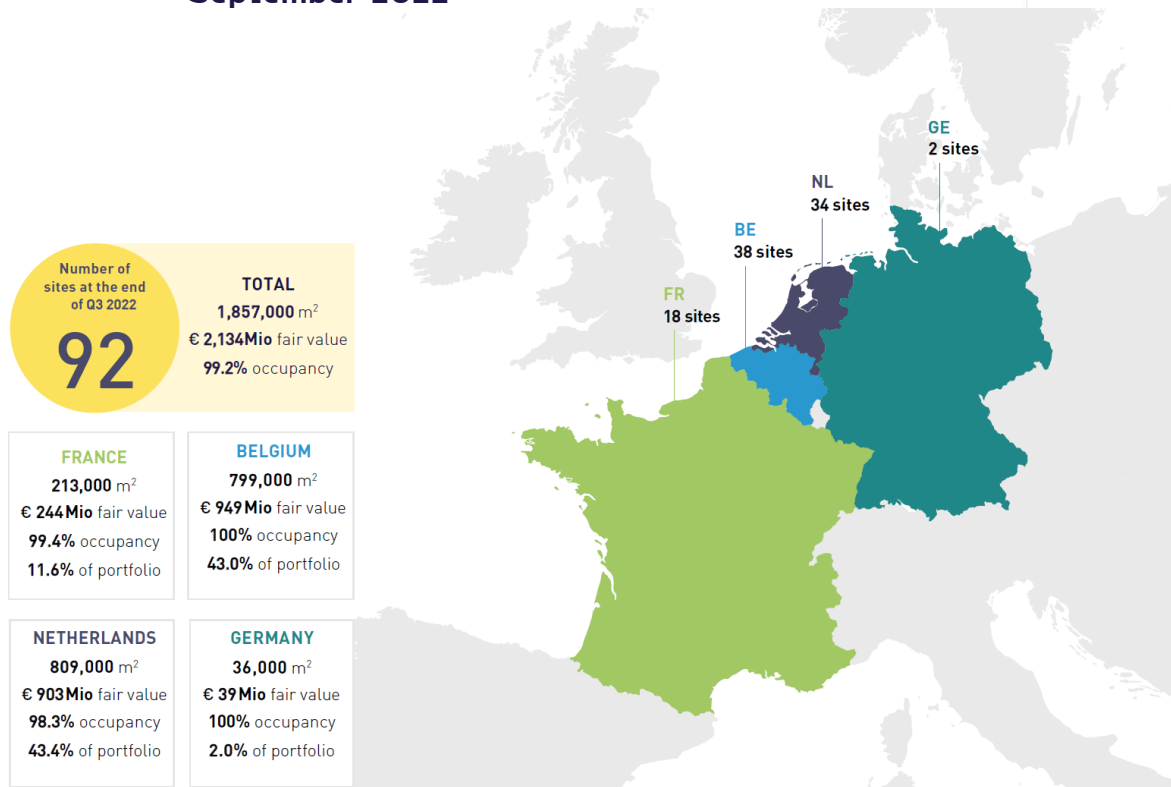 September 2022
Number of
sites at the end
of Q3 2022
92
TOTAL
1,857,000 m²
€ 2,134Mio fair value
99.2% occupancy
FRANCE
213,000 m²
€ 244Mio fair value
99.4% occupancy
11.6% of portfolio
BELGIUM
799,000 m²
€ 949Mio fair value
100% occupancy
43.0% of portfolio
NETHERLANDS
809,000 m²
€ 903Mio fair value
98.3% occupancy
43.4% of portfolio
GERMANY
36,000 m²
€ 39Mio fair value
100% occupancy
2.0% of portfolio
FR
18 sites
BE
38 sites
NL
34 sites
GE
2 sites